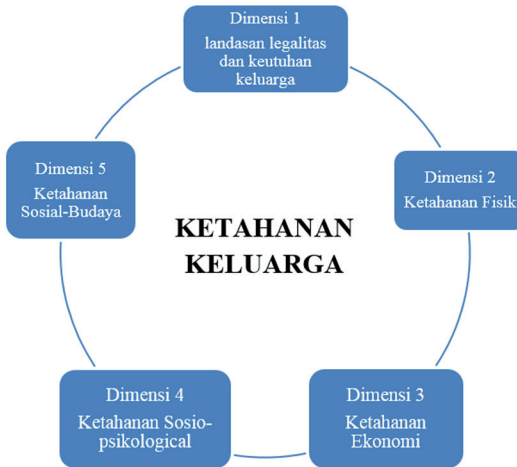 Dimensi 1
landasan legalitas
dan keutuhan
keluarga
Dimensi 2
Ketahanan Fisik
Dimensi 3
Ketahanan
Ekonomi
Dimensi 4
Ketahanan Sosio-
psikological
Dimensi 5
Ketahanan
Sosial-Budaya
KETAHANAN
KELUARGA